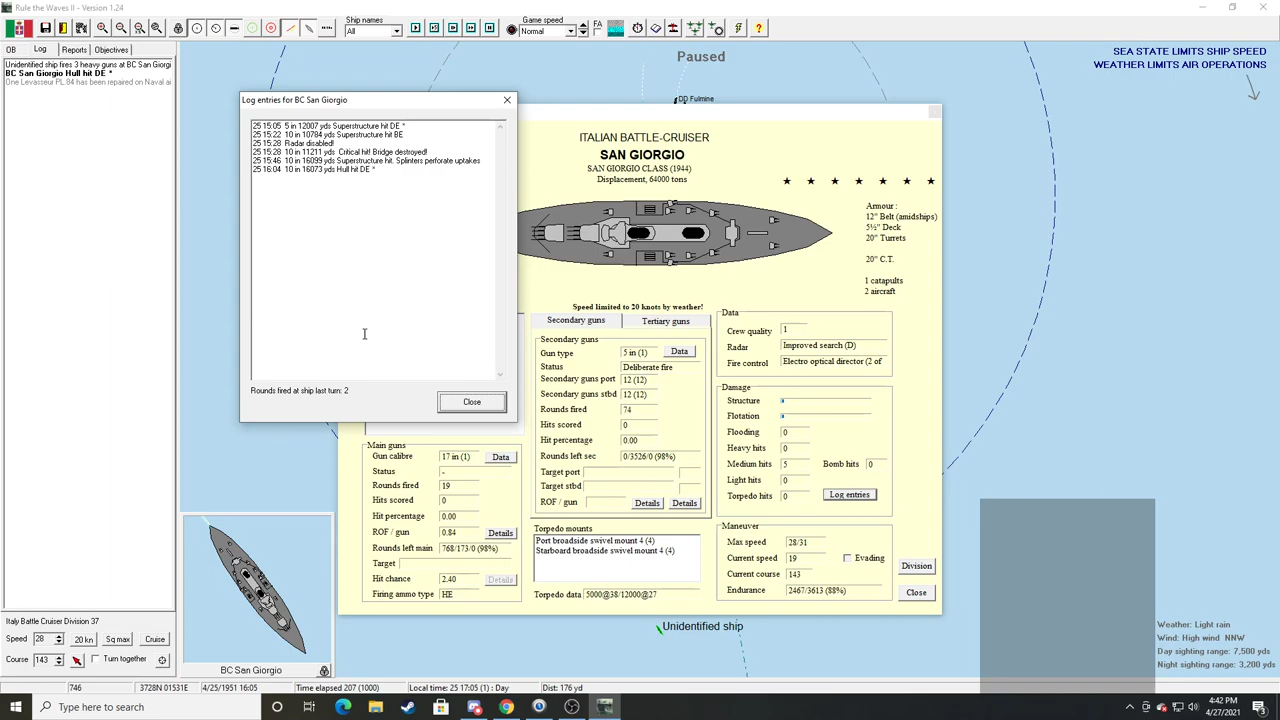 Rule the Waves II - Version 1.24
Ship names
All
Game speed
Normal
FA
OB
Log
Reports
Objectives
Unidentified ship fires 3 heavy guns at BC San Giorgi
BC San Giorgio Hull hit DE *
One Levasseur PL.84 has been repaired on Naval ai
Paused
SEA STATE LIMITS SHIP SPEED
WEATHER LIMITS AIR OPERATIONS
DD Fulmine
Log entries for BC San Giorgio
25 15:05 5 in 12007 yds Superstructure hit DE *
25 15:22 10 in 10784 yds Superstructure hit BE
25 15:28 Radar disabled!
25 15:28 10 in 11211 yds. Critical hit! Bridge destroyed!
25 15:46 10 in 16099 yds Superstructure hit. Splinters perforate uptakes
25 16:04 10 in 16073 yds Hull hit DE *
Rounds fired at ship last turn: 2
Close
ITALIAN BATTLE-CRUISER
SAN GIORGIO
SAN GIORGIO CLASS (1944)
Displacement, 64000 tons
Armour :
12" Belt (amidships)
5½" Deck
20" Turrets
20" C.T.
1 catapults
2 aircraft
Speed limited to 20 knots by weather!
Main guns
Gun calibre 17 in (1) Data
Status -
Rounds fired 19
Hits scored 0
Hit percentage 0.00
ROF / gun 0.84 Details
Rounds left main 768/173/0 (98%)
Target
Hit chance 2.40 Details
Firing ammo type HE
Secondary guns Tertiary guns
Secondary guns
Gun type 5 in (1) Data
Status Deliberate fire
Secondary guns port 12 (12)
Secondary guns stbd 12 (12)
Rounds fired 74
Hits scored 0
Hit percentage 0.00
Rounds left sec 0/3526/0 (98%)
Target port
Target stbd
ROF / gun Details Details
Torpedo mounts
Port broadside swivel mount 4 (4)
Starboard broadside swivel mount 4 (4)
Torpedo data 5000@38/12000@27
Data
Crew quality 1
Radar Improved search (D)
Fire control Electro optical director (2 of
Damage
Structure
Flotation
Flooding 0
Heavy hits 0
Medium hits 5 Bomb hits 0
Light hits 0
Torpedo hits 0 Log entries
Maneuver
Max speed 28/31
Current speed 19 Evading
Current course 143
Endurance 2467/3613 (88%)
Division
Close
Unidentified ship
Weather: Light rain
Wind: High wind NNW
Day sighting range: 7,500 yds
Night sighting range: 3,200 yds
Italy Battle Cruiser Division 37
Speed 28 20 kn Sq max Cruise
Course 143 Turn together
BC San Giorgio
746
3728N 01531E
4/25/1951 16:05
Time elapsed 207 (1000)
Local time: 25 17:05 (1) : Day
Dist: 176 yd
Type here to search
4:42 PM
4/27/2021